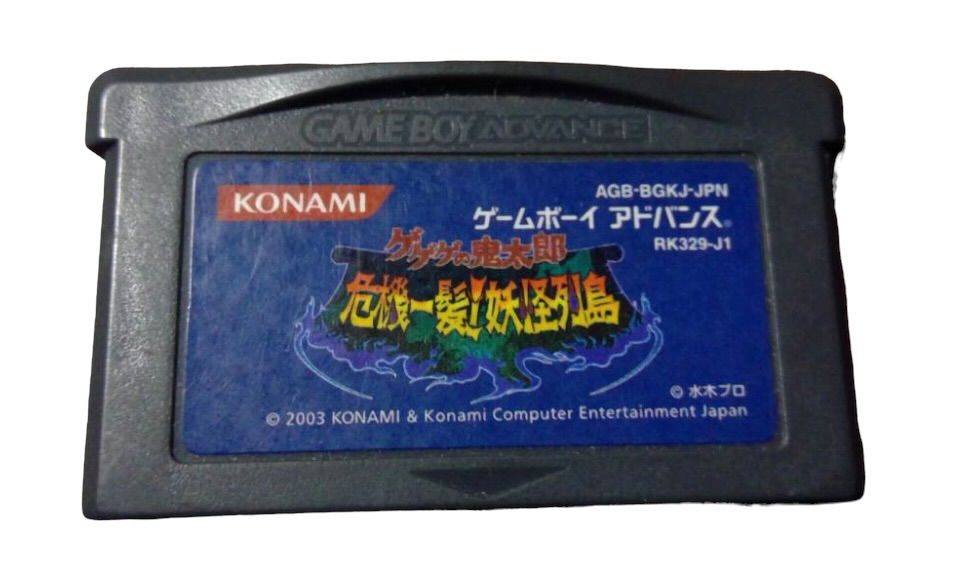 GAME BOY ADVANCE
KONAMI
AGB-BGKJ-JPN
ゲームボーイ アドバンス®
RK329-J1
ゲゲゲの鬼太郎
危機一髪!妖怪列島
© 水木プロ
© 2003 KONAMI & Konami Computer Entertainment Japan